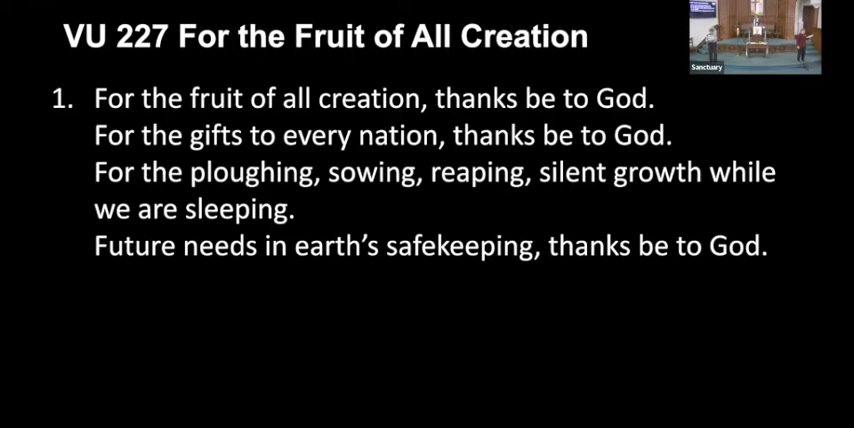 VU 227 For the Fruit of All Creation
Sanctuary
1. For the fruit of all creation, thanks be to God.
For the gifts to every nation, thanks be to God.
For the ploughing, sowing, reaping, silent growth while
we are sleeping.
Future needs in earth’s safekeeping, thanks be to God.